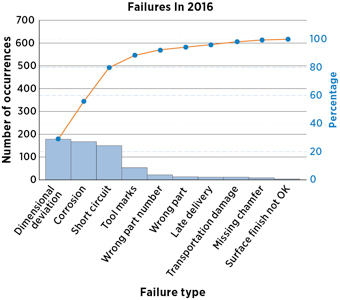 Failures In 2016
Number of occurrences
700
600
500
400
300
200
100
0
100
80
60
40
20
0
Percentage
Dimensional
deviation
Corrosion
Short circuit
Tool marks
Wrong part number
Wrong part
Late delivery
Transportation damage
Missing chamfer
Surface finish not OK
Failure type